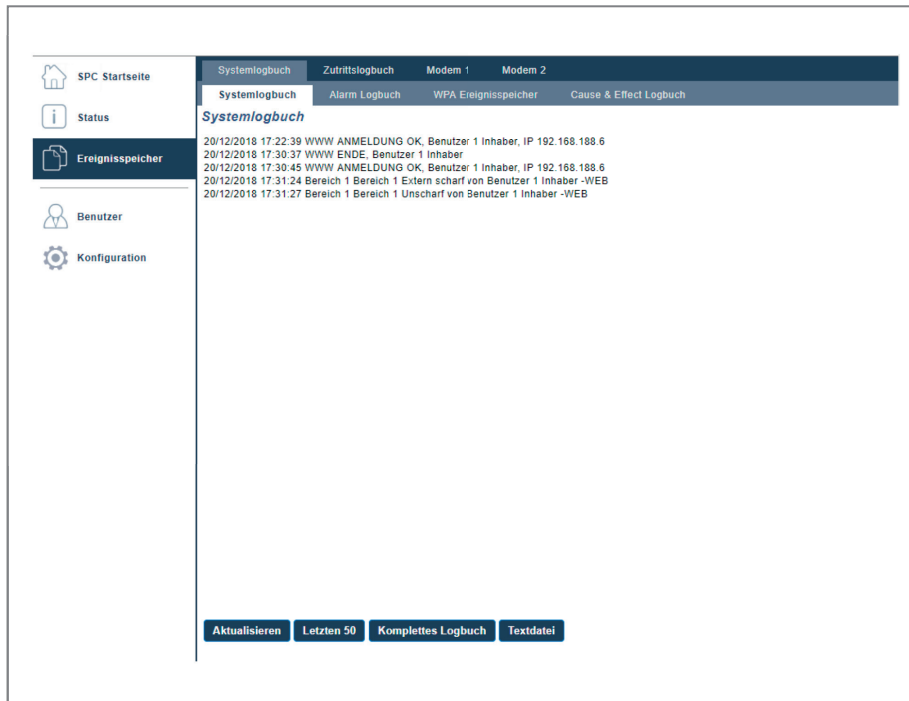 SPC Startseite
Status
Ereignisspeicher
Benutzer
Konfiguration
Systemlogbuch Zutrittslogbuch Modem 1 Modem 2
Systemlogbuch Alarm Logbuch WPA Ereignisspeicher Cause & Effect Logbuch
Systemlogbuch
20/12/2018 17:22:39 WWW ANMELDUNG OK, Benutzer 1 Inhaber, IP 192.168.188.6
20/12/2018 17:30:37 WWW ENDE, Benutzer 1 Inhaber
20/12/2018 17:30:45 WWW ANMELDUNG OK, Benutzer 1 Inhaber, IP 192.168.188.6
20/12/2018 17:31:24 Bereich 1 Bereich 1 Extern scharf von Benutzer 1 Inhaber -WEB
20/12/2018 17:31:27 Bereich 1 Bereich 1 Unscharf von Benutzer 1 Inhaber -WEB
Aktualisieren Letzten 50 Komplettes Logbuch Textdatei